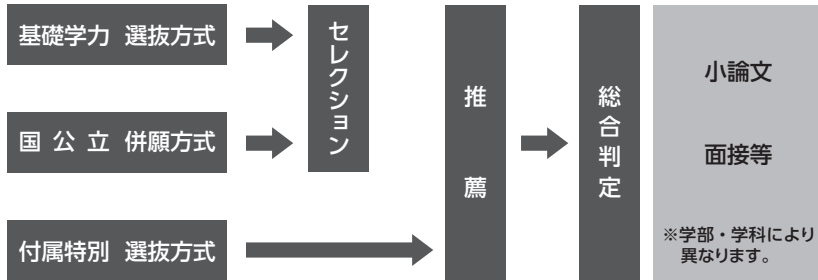 基礎学力 選抜方式
国公立 併願方式
付属特別 選抜方式
セレクション
推薦
総合判定
小論文
面接等
※学部・学科により
異なります。